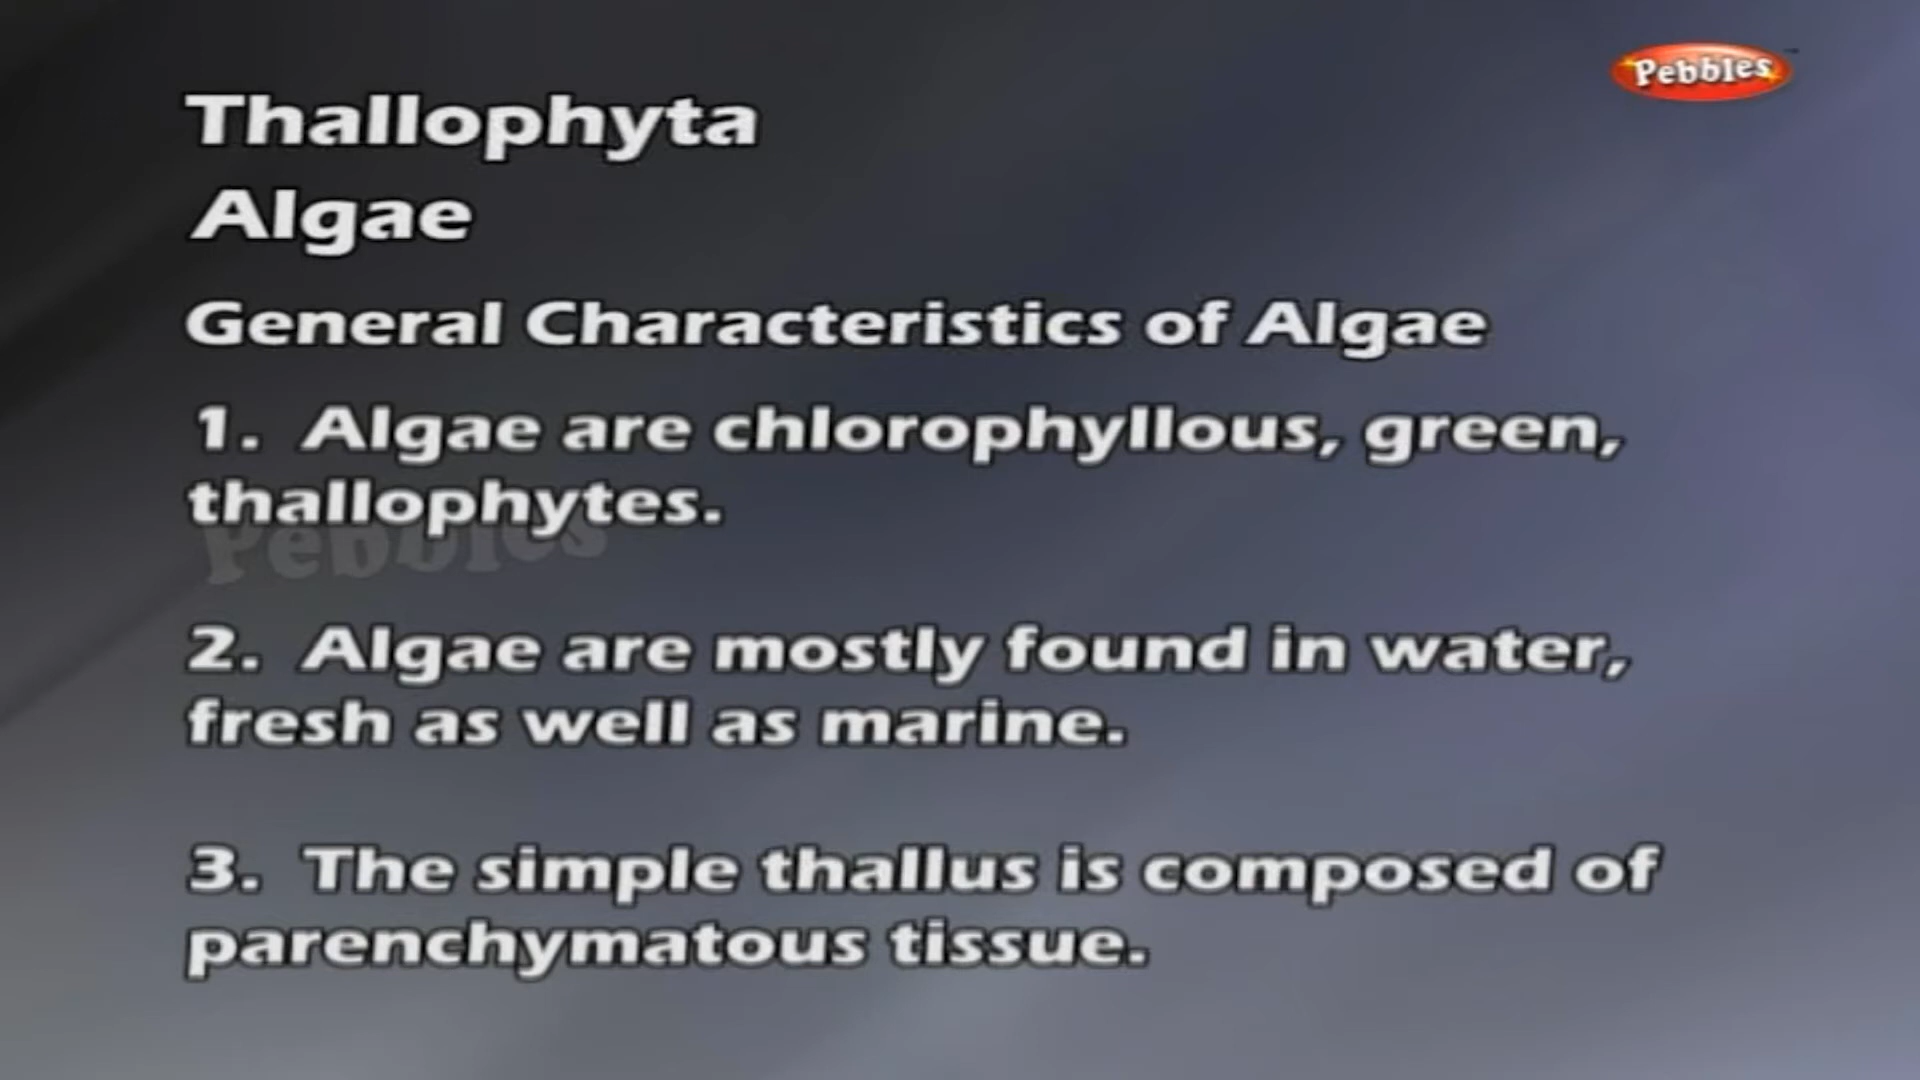 Pebbles
Thallophyta
Algae
General Characteristics of Algae
1. Algae are chlorophyllous, green,
thallophytes.
Pebbles
2. Algae are mostly found in water,
fresh as well as marine.
3. The simple thallus is composed of
parenchymatous tissue.